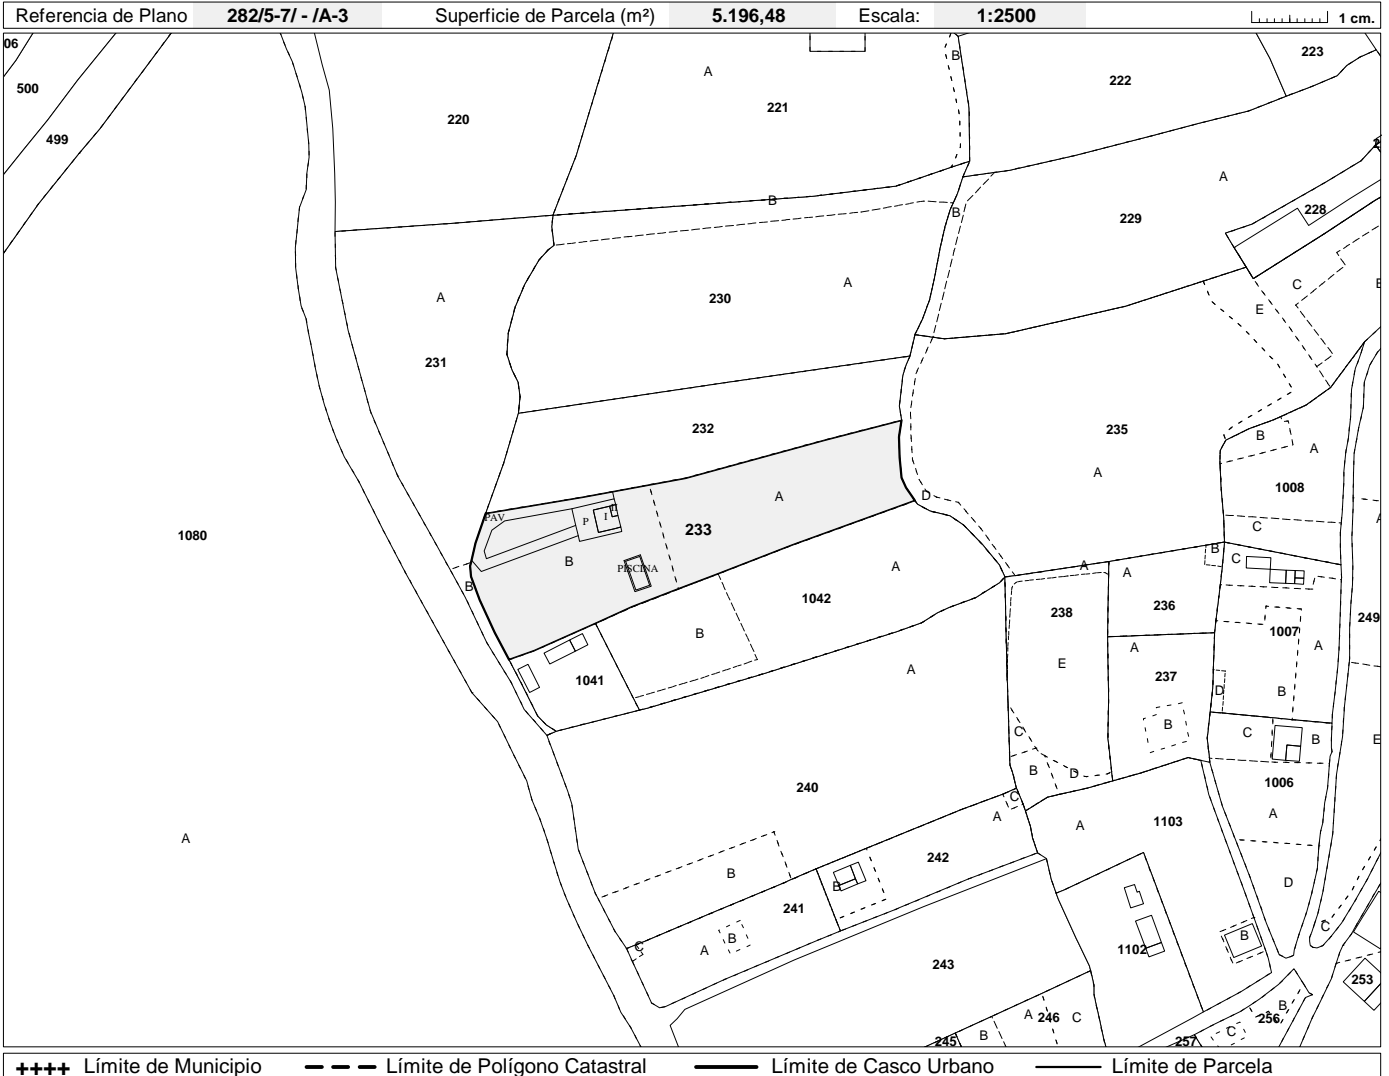 Referencia de Plano 282/5-7/ - /A-3 Superficie de Parcela (m²) 5.196,48 Escala: 1:2500 1 cm.
06
500
499
220
A
221
B
222
223
B
A
B
229
228
A
230
A
C
E
231
232
235
B
A
A
1008
A
D
C
PAV
P
I
II
233
1080
B
PISCINA
B
A
A
A
B
C
238
236
1042
B
1007
249
A
A
E
237
A
1041
D
B
C
B
C
B
E
B
D
240
1006
C
A
A
1103
A
A
242
B
B
D
241
C
A
B
B
C
243
1102
253
A
246
C
B
256
B
C
245
257
++++ Límite de Municipio Límite de Polígono Catastral Límite de Casco Urbano Límite de Parcela